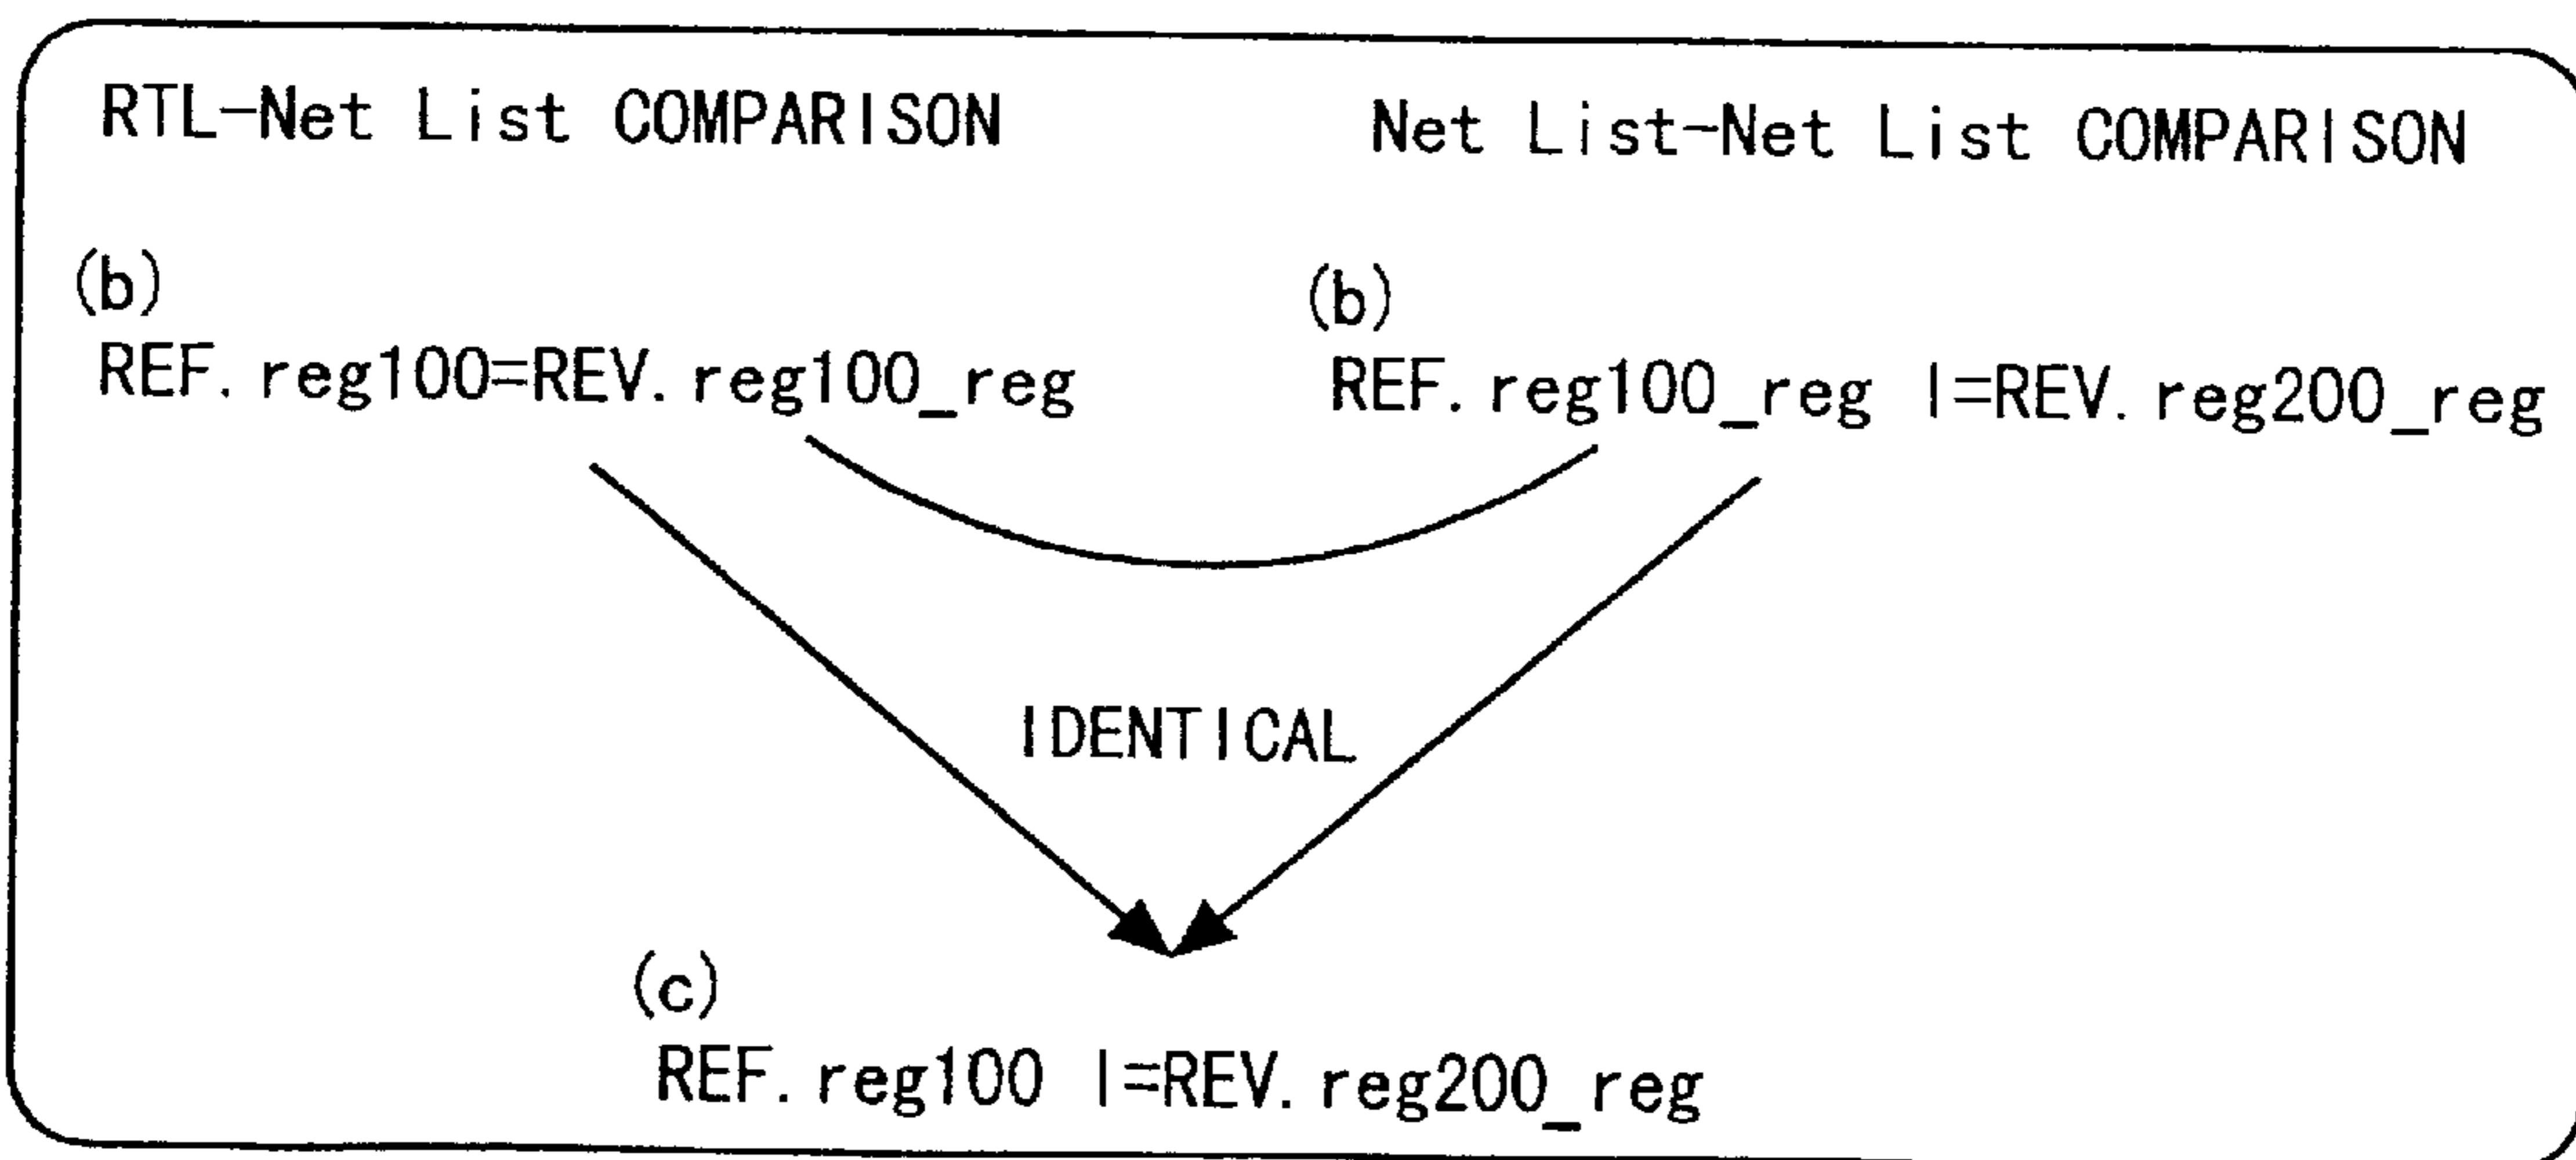 RTL-Net List COMPARISON
Net List-Net List COMPARISON
(b)
REF. reg100=REV. reg100_reg
(b)
REF. reg100_reg |=REV. reg200_reg
IDENTICAL
(c)
REF. reg100 |=REV. reg200_reg